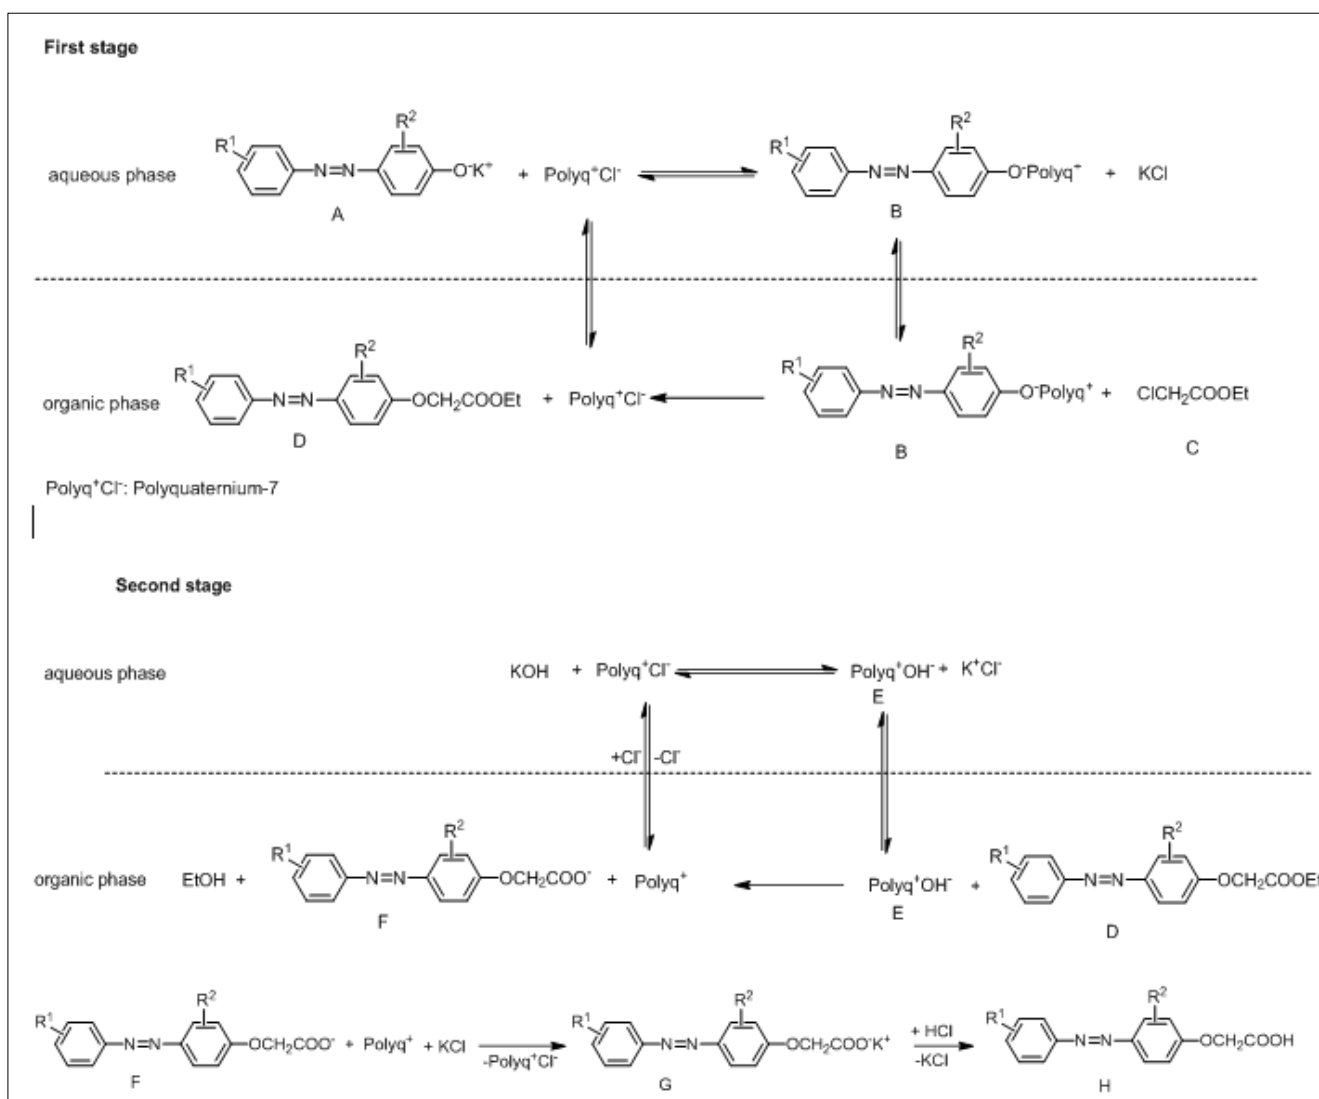 First stage
R¹ R² R¹ R²
aqueous phase N=N O⁻K⁺ + Polyq⁺Cl⁻ N=N O⁻Polyq⁺ + KCl
A B
R¹ R² R¹ R²
organic phase N=N OCH₂COOEt + Polyq⁺Cl⁻ N=N O⁻Polyq⁺ + ClCH₂COOEt
D B C
Polyq⁺Cl⁻: Polyquaternium-7
Second stage
aqueous phase KOH + Polyq⁺Cl⁻ Polyq⁺OH⁻ + K⁺Cl⁻
E
+Cl⁻ -Cl⁻
R¹ R² R¹ R²
organic phase EtOH + N=N OCH₂COO⁻ + Polyq⁺ Polyq⁺OH⁻ + N=N OCH₂COOEt
F E D
R¹ R² R¹ R² R¹ R²
N=N OCH₂COO⁻ + Polyq⁺ + KCl -Polyq⁺Cl⁻ N=N OCH₂COO⁻K⁺ + HCl -KCl N=N OCH₂COOH
F G H